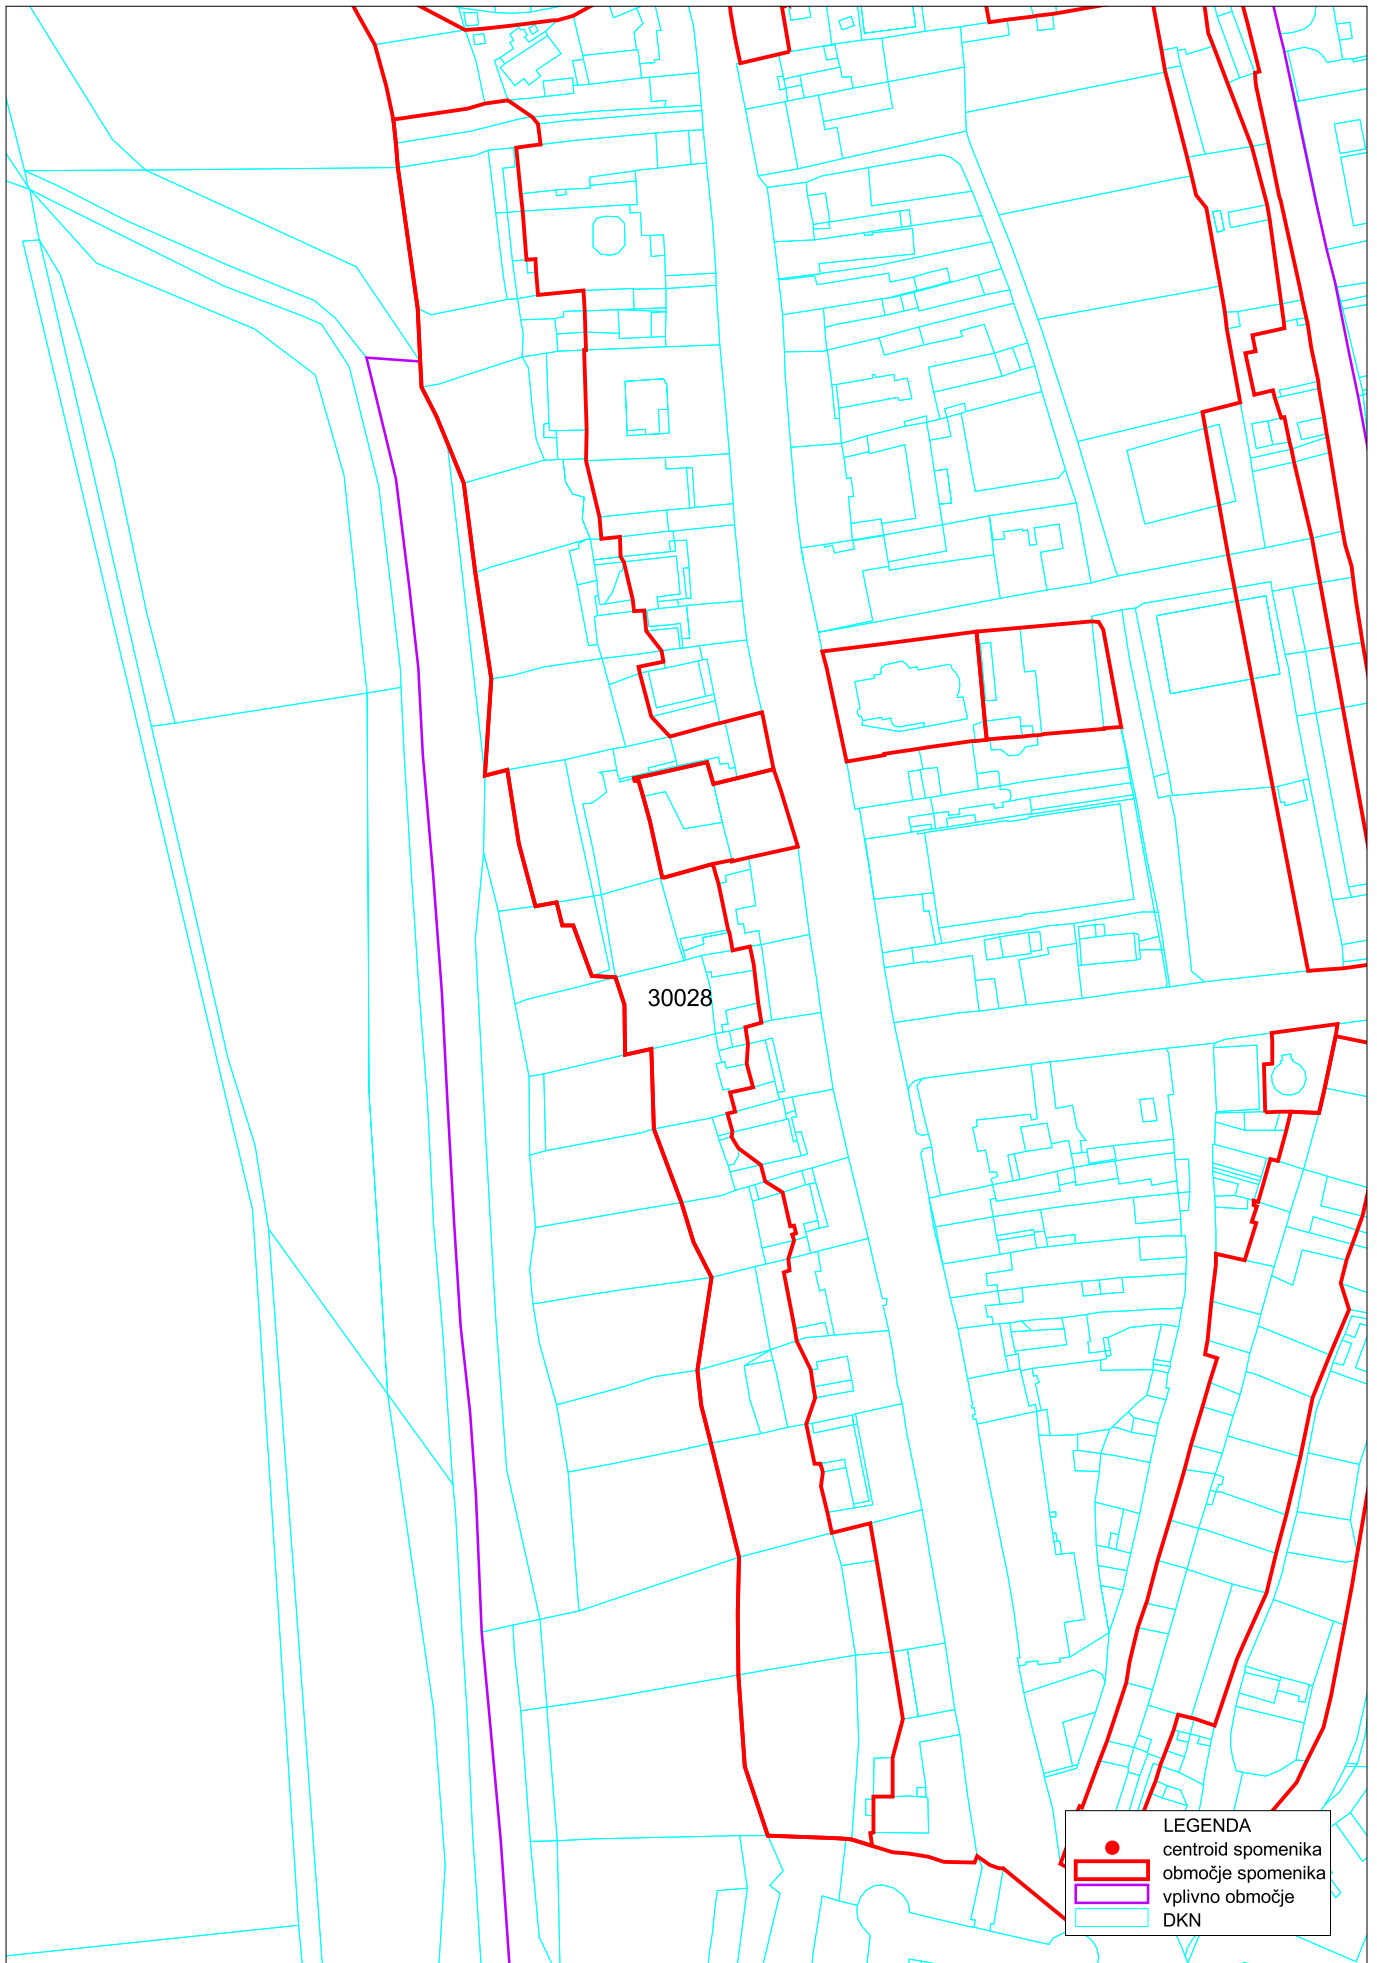 30028
LEGENDA
centroid spomenika
območje spomenika
vplivno območje
DKN